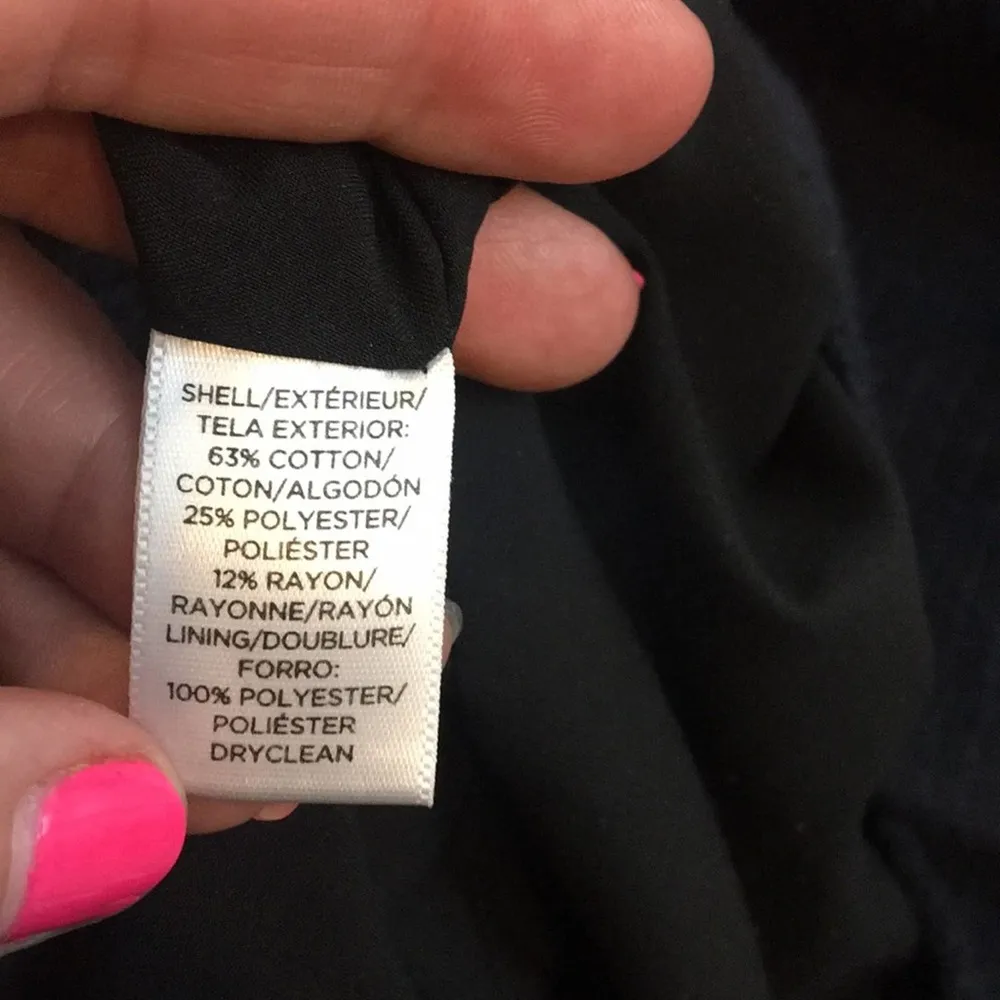 SHELL/EXTÉRIEUR/
TELA EXTERIOR:
63% COTTON/
COTON/ALGODÓN
25% POLYESTER/
POLIÉSTER
12% RAYON/
RAYONNE/RAYÓN
LINING/DOUBLURE/
FORRO:
100% POLYESTER/
POLIÉSTER
DRYCLEAN